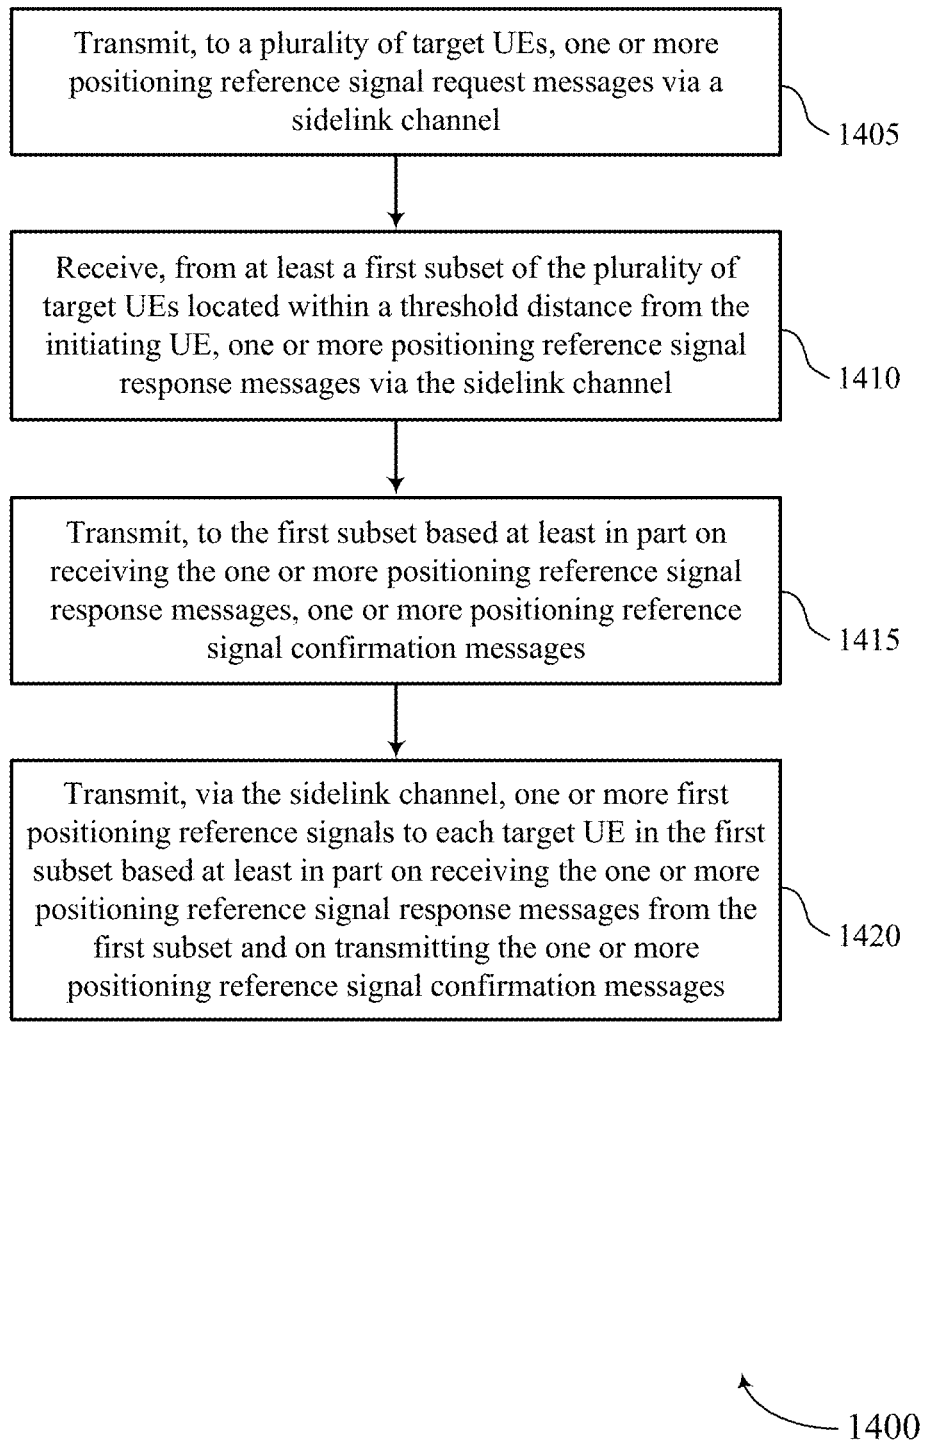 Transmit, to a plurality of target UEs, one or more
positioning reference signal request messages via a
sidelink channel
1405
Receive, from at least a first subset of the plurality of
target UEs located within a threshold distance from the
initiating UE, one or more positioning reference signal
response messages via the sidelink channel
1410
Transmit, to the first subset based at least in part on
receiving the one or more positioning reference signal
response messages, one or more positioning reference
signal confirmation messages
1415
Transmit, via the sidelink channel, one or more first
positioning reference signals to each target UE in the first
subset based at least in part on receiving the one or more
positioning reference signal response messages from the
first subset and on transmitting the one or more
positioning reference signal confirmation messages
1420
1400